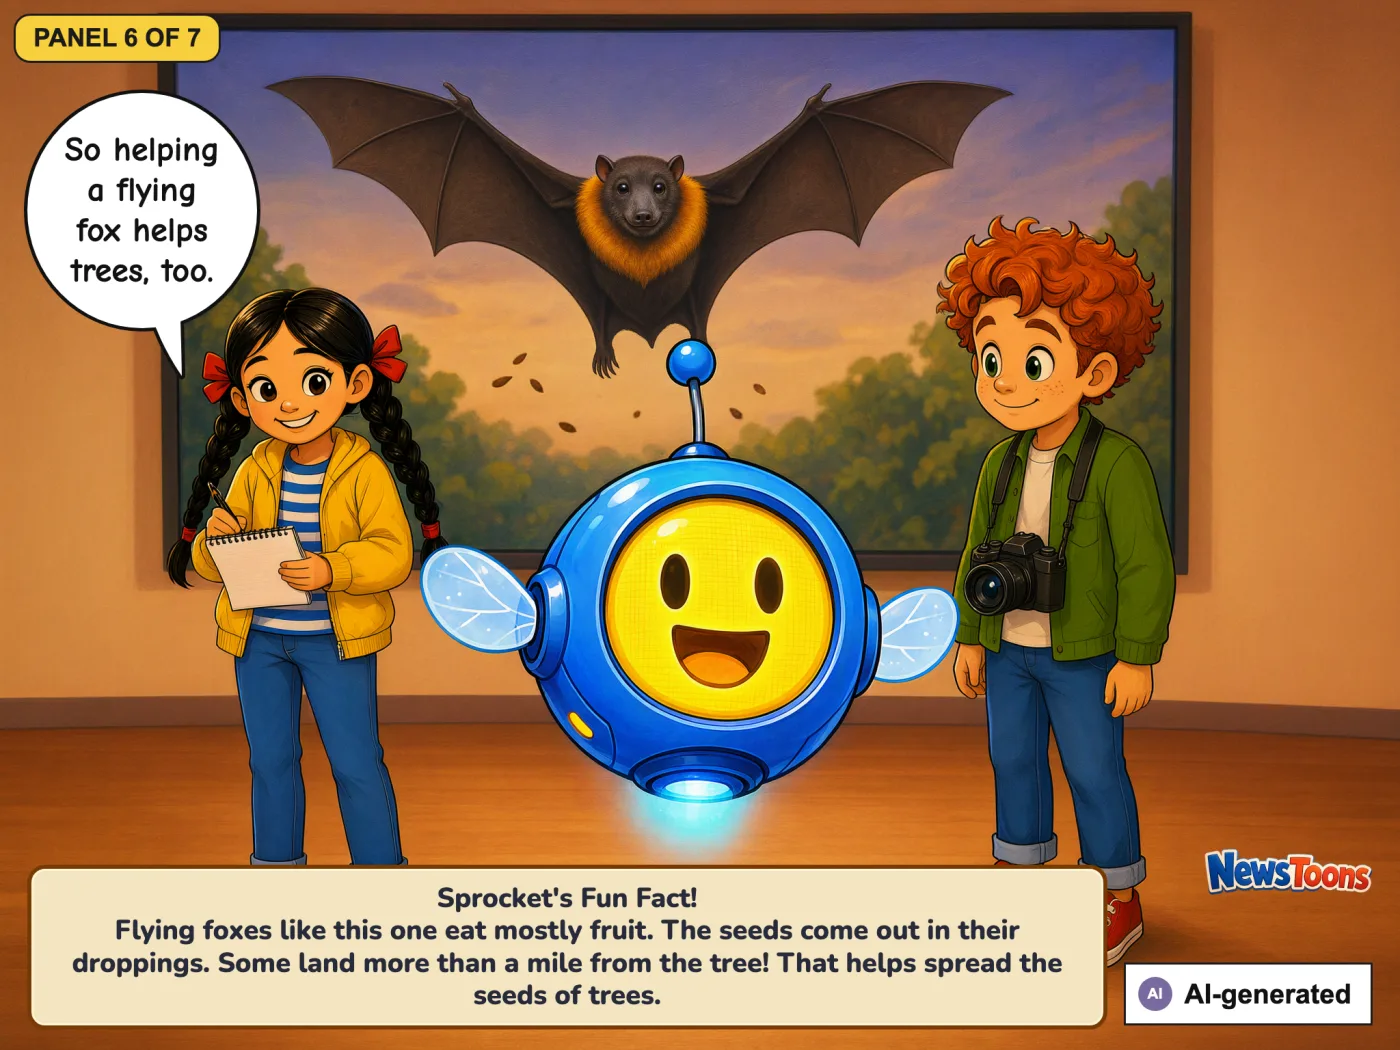 PANEL 6 OF 7
So helping
a flying
fox helps
trees, too.
Sprocket's Fun Fact!
Flying foxes like this one eat mostly fruit. The seeds come out in their
droppings. Some land more than a mile from the tree! That helps spread the
seeds of trees.
NewsToons
AI AI-generated